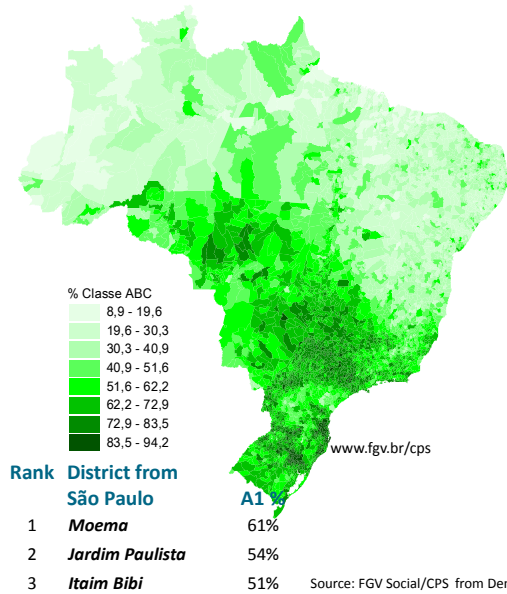 % Classe ABC
8,9 - 19,6
19,6 - 30,3
30,3 - 40,9
40,9 - 51,6
51,6 - 62,2
62,2 - 72,9
72,9 - 83,5
83,5 - 94,2
www.fgv.br/cps
Rank District from
São Paulo A1 %
1 Moema 61%
2 Jardim Paulista 54%
3 Itaim Bibi 51%
Source: FGV Social/CPS from